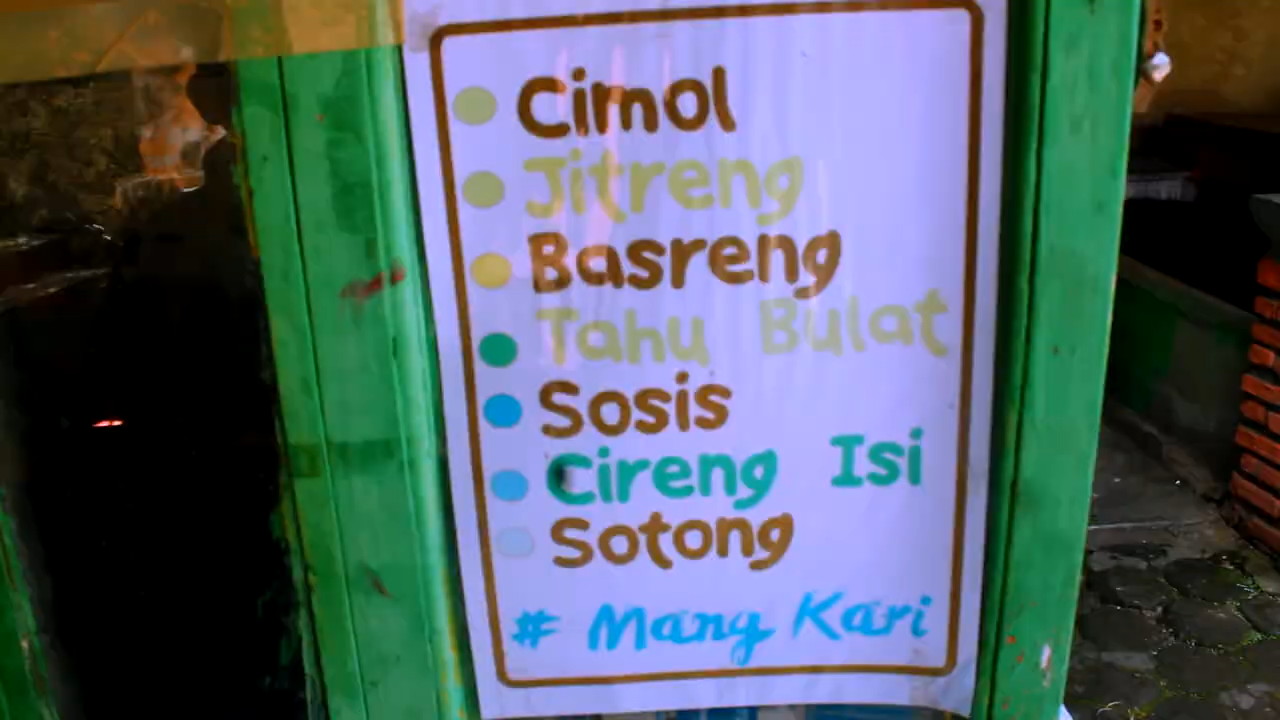 Cimol
Jitreng
Basreng
Tahu Bulat
Sosis
Cireng Isi
Sotong
# Mang Kari